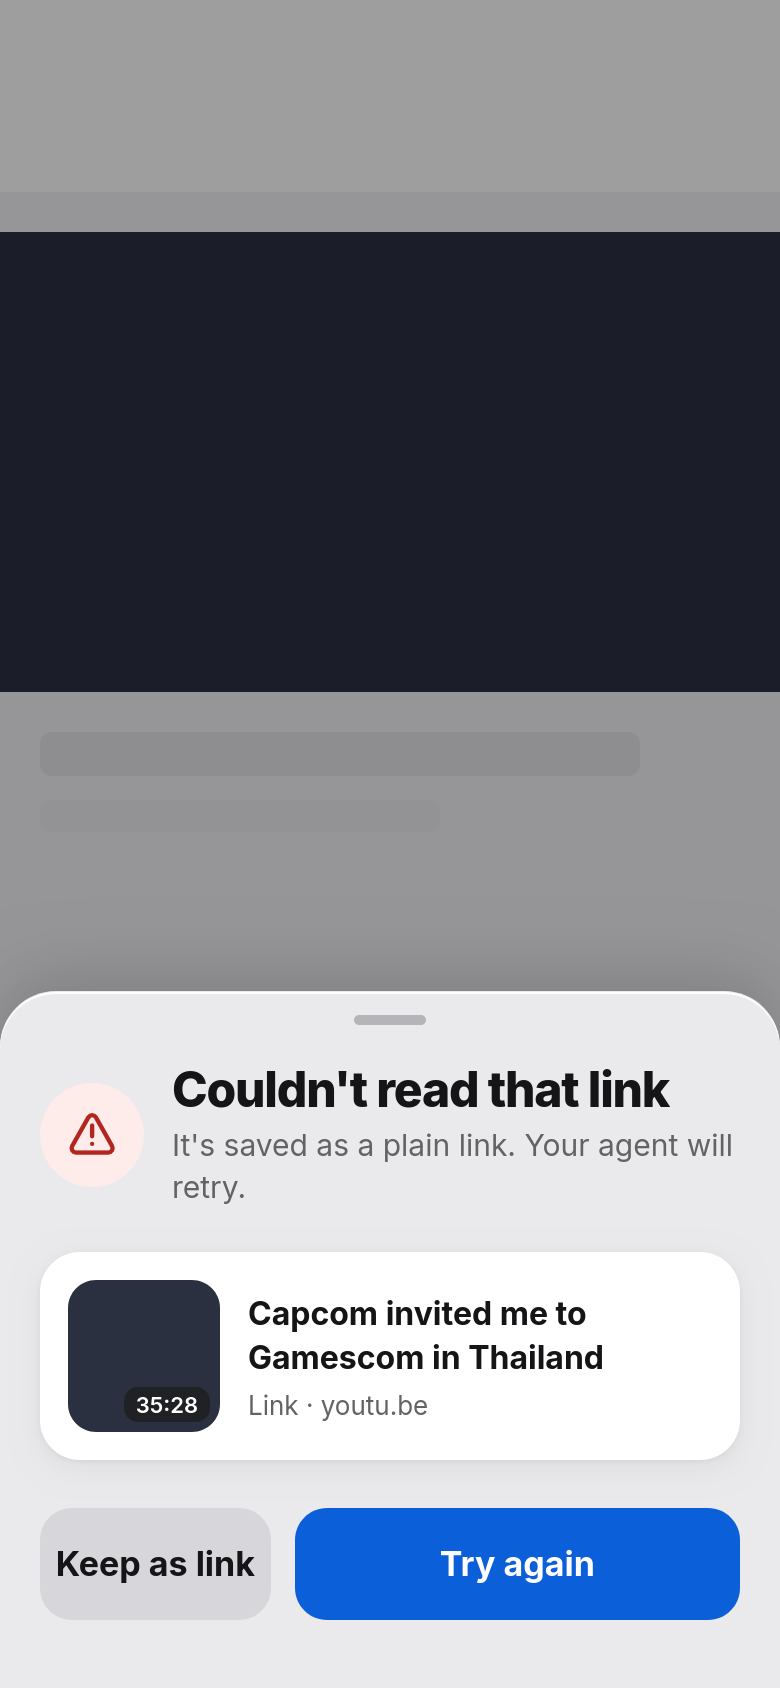 Couldn't read that link
It's saved as a plain link. Your agent will
retry.
Capcom invited me to
Gamescom in Thailand
35:28
Link · youtu.be
Keep as link
Try again